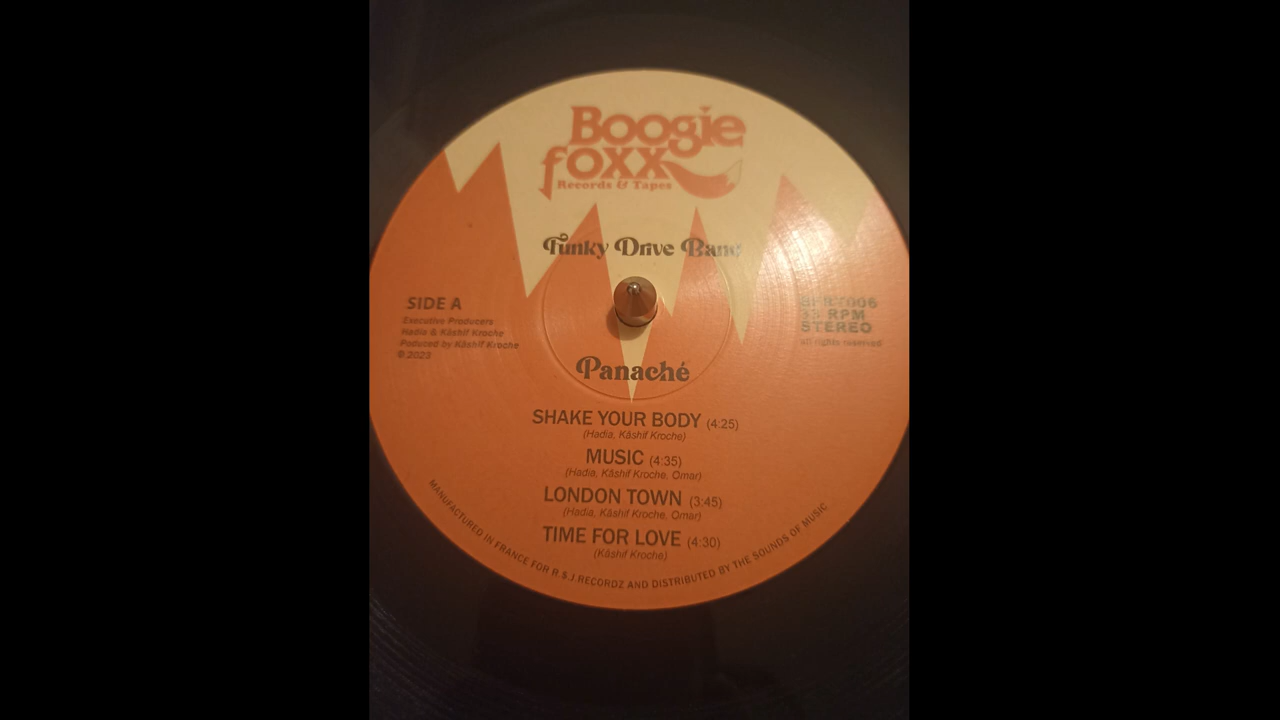 Boogie
foxx
Records & Tapes
Funky Drive Band
SIDE A
Executive Producers
Hadia & Kâshif Kroche
Poduced by Kâshif Kroche
© 2023
33 RPM
STEREO
all rights reserved
Panaché
SHAKE YOUR BODY (4:25)
(Hadia, Kâshif Kroche)
MUSIC (4:35)
(Hadia, Kâshif Kroche, Omar)
LONDON TOWN (3:45)
(Hadia, Kâshif Kroche, Omar)
TIME FOR LOVE (4:30)
(Kâshif Kroche)
MANUFACTURED IN FRANCE FOR R.$.J.RECORDZ AND DISTRIBUTED BY THE SOUNDS OF MUSIC